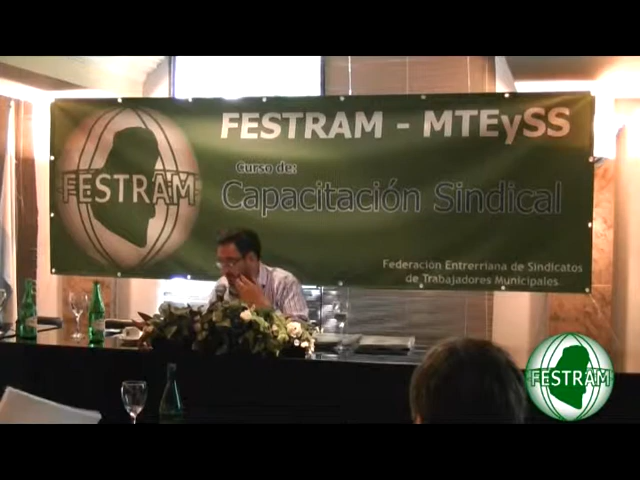 FESTRAM - MTEySS
Curso de:
Capacitación Sindical
FESTRAM
Federación Entrerriana de Sindicatos
de Trabajadores Municipales
FESTRAM